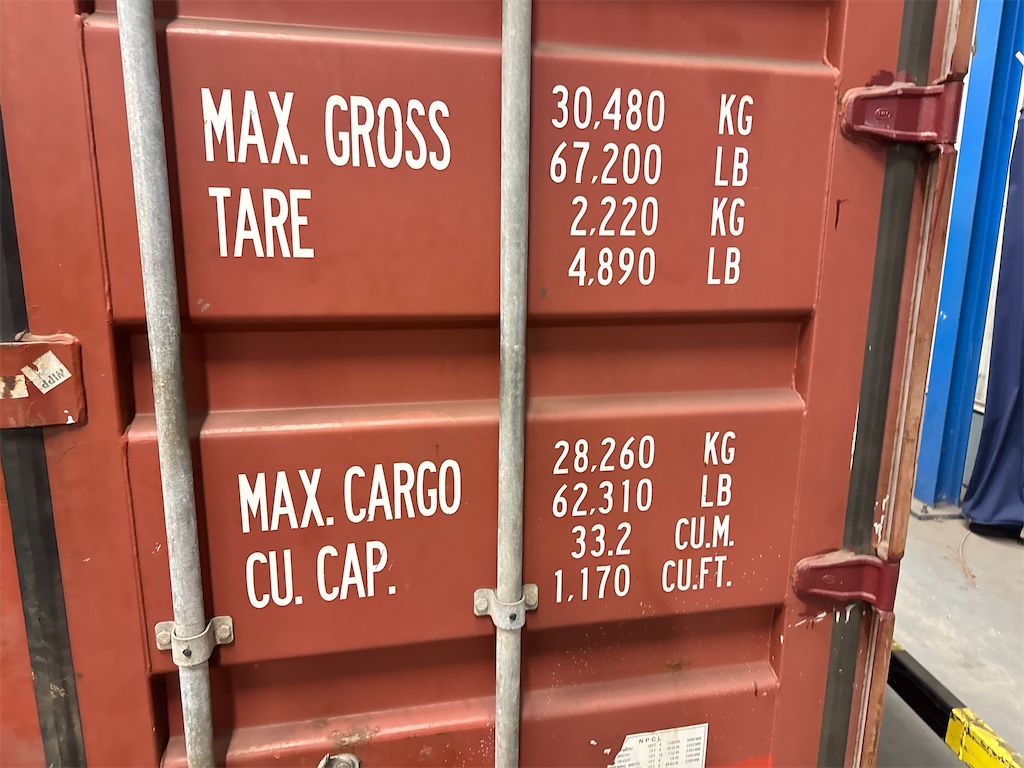 MAX. GROSS 30,480 KG
67,200 LB
TARE 2,220 KG
4,890 LB
MAX. CARGO 28,260 KG
62,310 LB
CU. CAP. 33.2 CU.M.
1,170 CU.FT.
NPCL